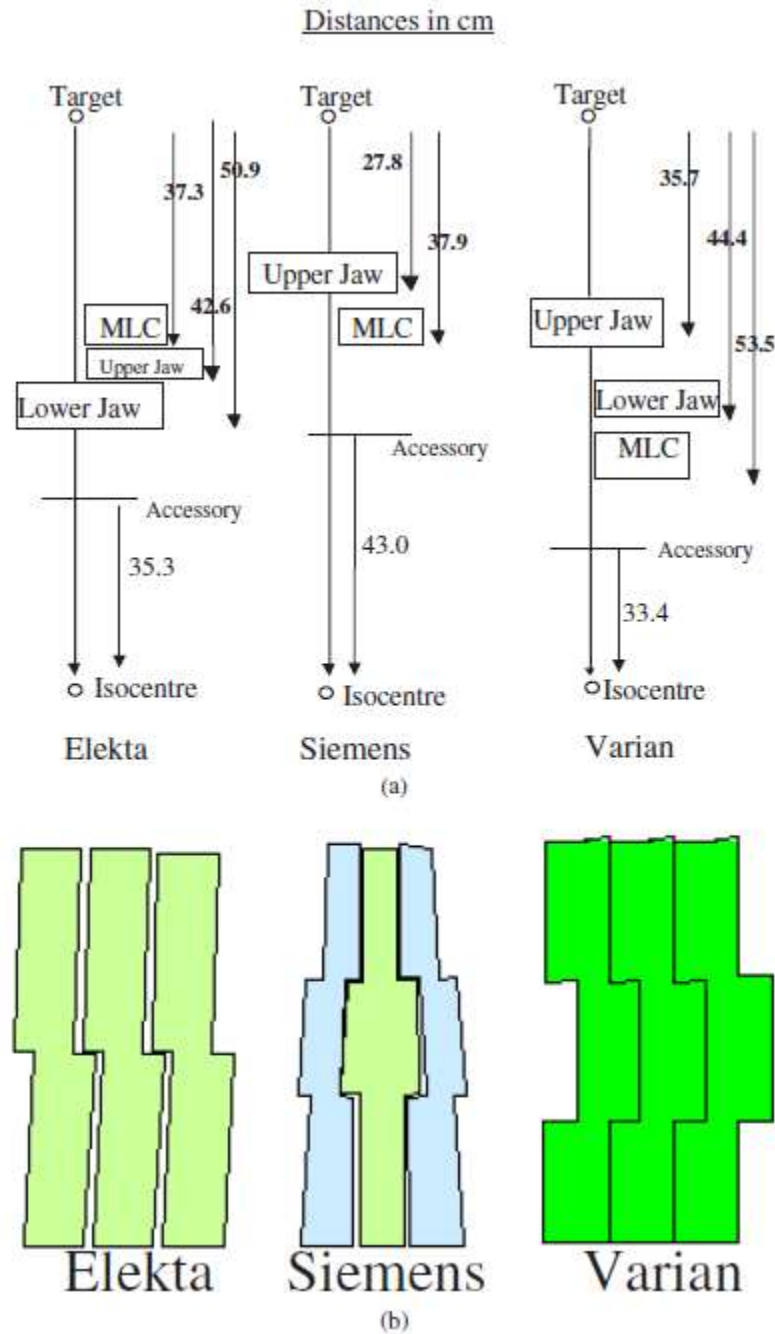 Distances in cm
Target
37.3
42.6
50.9
MLC
Upper Jaw
Lower Jaw
Accessory
35.3
Isocentre
Elekta
Target
27.8
37.9
Upper Jaw
MLC
Accessory
43.0
Isocentre
Siemens
Target
35.7
44.4
53.5
Upper Jaw
Lower Jaw
MLC
Accessory
33.4
Isocentre
Varian
(a)
Elekta
Siemens
Varian
(b)